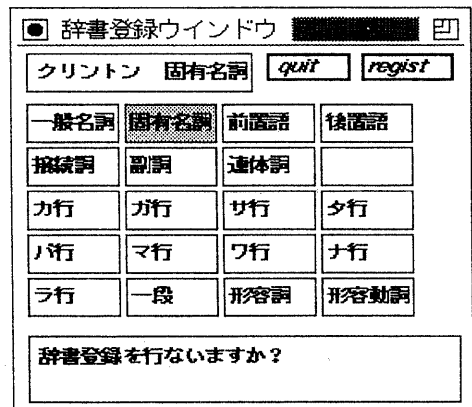 辞書登録ウインドウ
クリントン 固有名詞 quit regist
一般名詞 固有名詞 前置語 後置語
接続詞 副詞 連体詞
カ行 ガ行 サ行 タ行
バ行 マ行 ワ行 ナ行
ラ行 一段 形容詞 形容動詞
辞書登録を行ないますか？